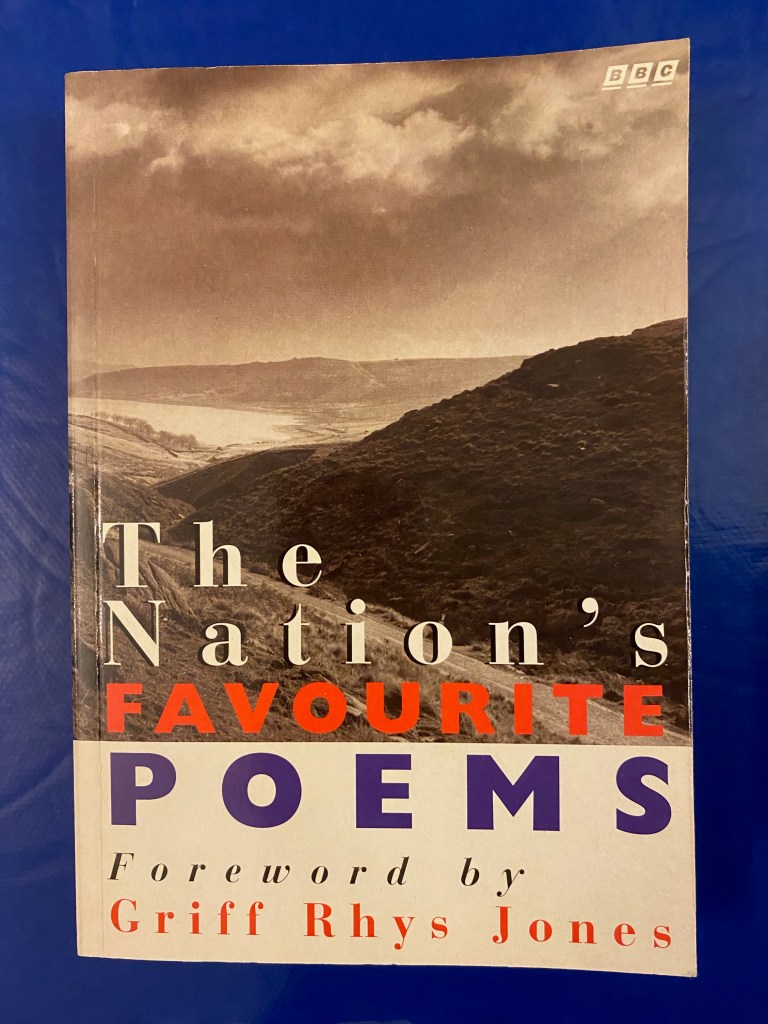 BBC
The
Nation's
FAVOURITE
POEMS
Foreword by
Griff Rhys Jones